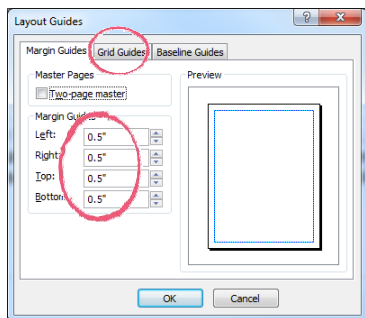 Layout Guides
Margin Guides Grid Guides Baseline Guides
Master Pages
Two-page master
Preview
Margin Guides
Left: 0.5"
Right: 0.5"
Top: 0.5"
Bottom: 0.5"
OK Cancel